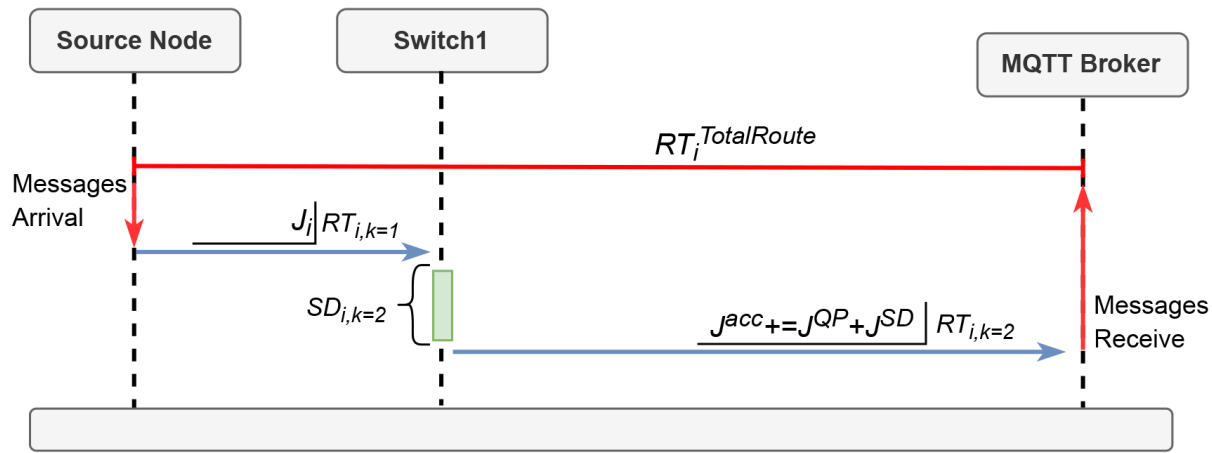 Source Node
Switch1
MQTT Broker
RT_i^TotalRoute
Messages
Arrival
J_i RT_i,k=1
SD_i,k=2
J^acc+=J^QP+J^SD RT_i,k=2
Messages
Receive